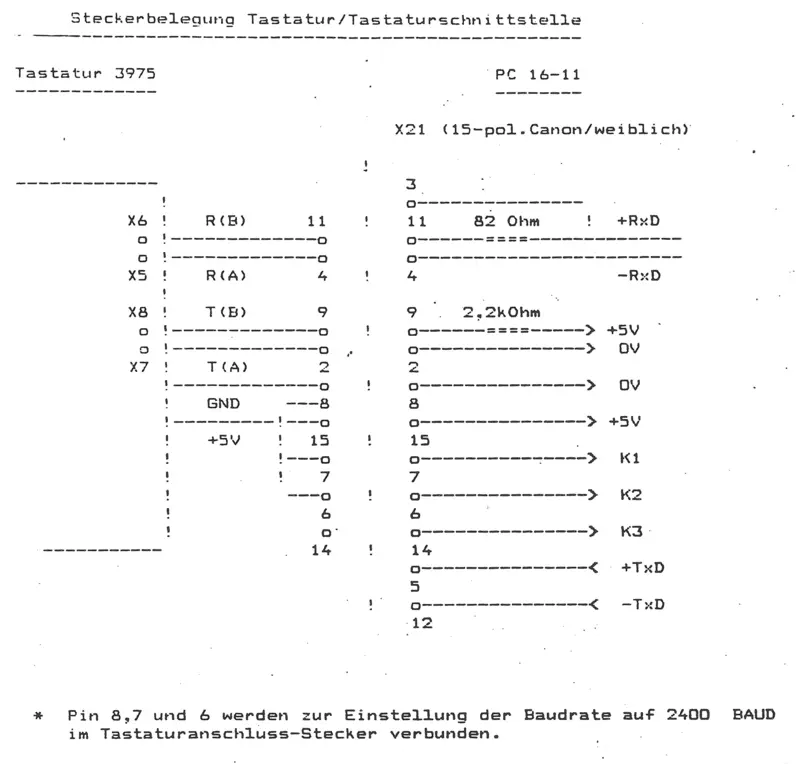 Steckerbelegung Tastatur/Tastaturschnittstelle
Tastatur 3975 PC 16-11
X21 (15-pol.Canon/weiblich)
3
X6 R(B) 11 11 82 Ohm +RxD
X5 R(A) 4 4 -RxD
X8 T(B) 9 9 2,2kOhm
+5V
0V
X7 T(A) 2 2
0V
GND 8 8
+5V
+5V 15 15
K1
7 7
K2
6 6
K3
14 14
+TxD
5
-TxD
12
* Pin 8,7 und 6 werden zur Einstellung der Baudrate auf 2400 BAUD
im Tastaturanschluss-Stecker verbunden.